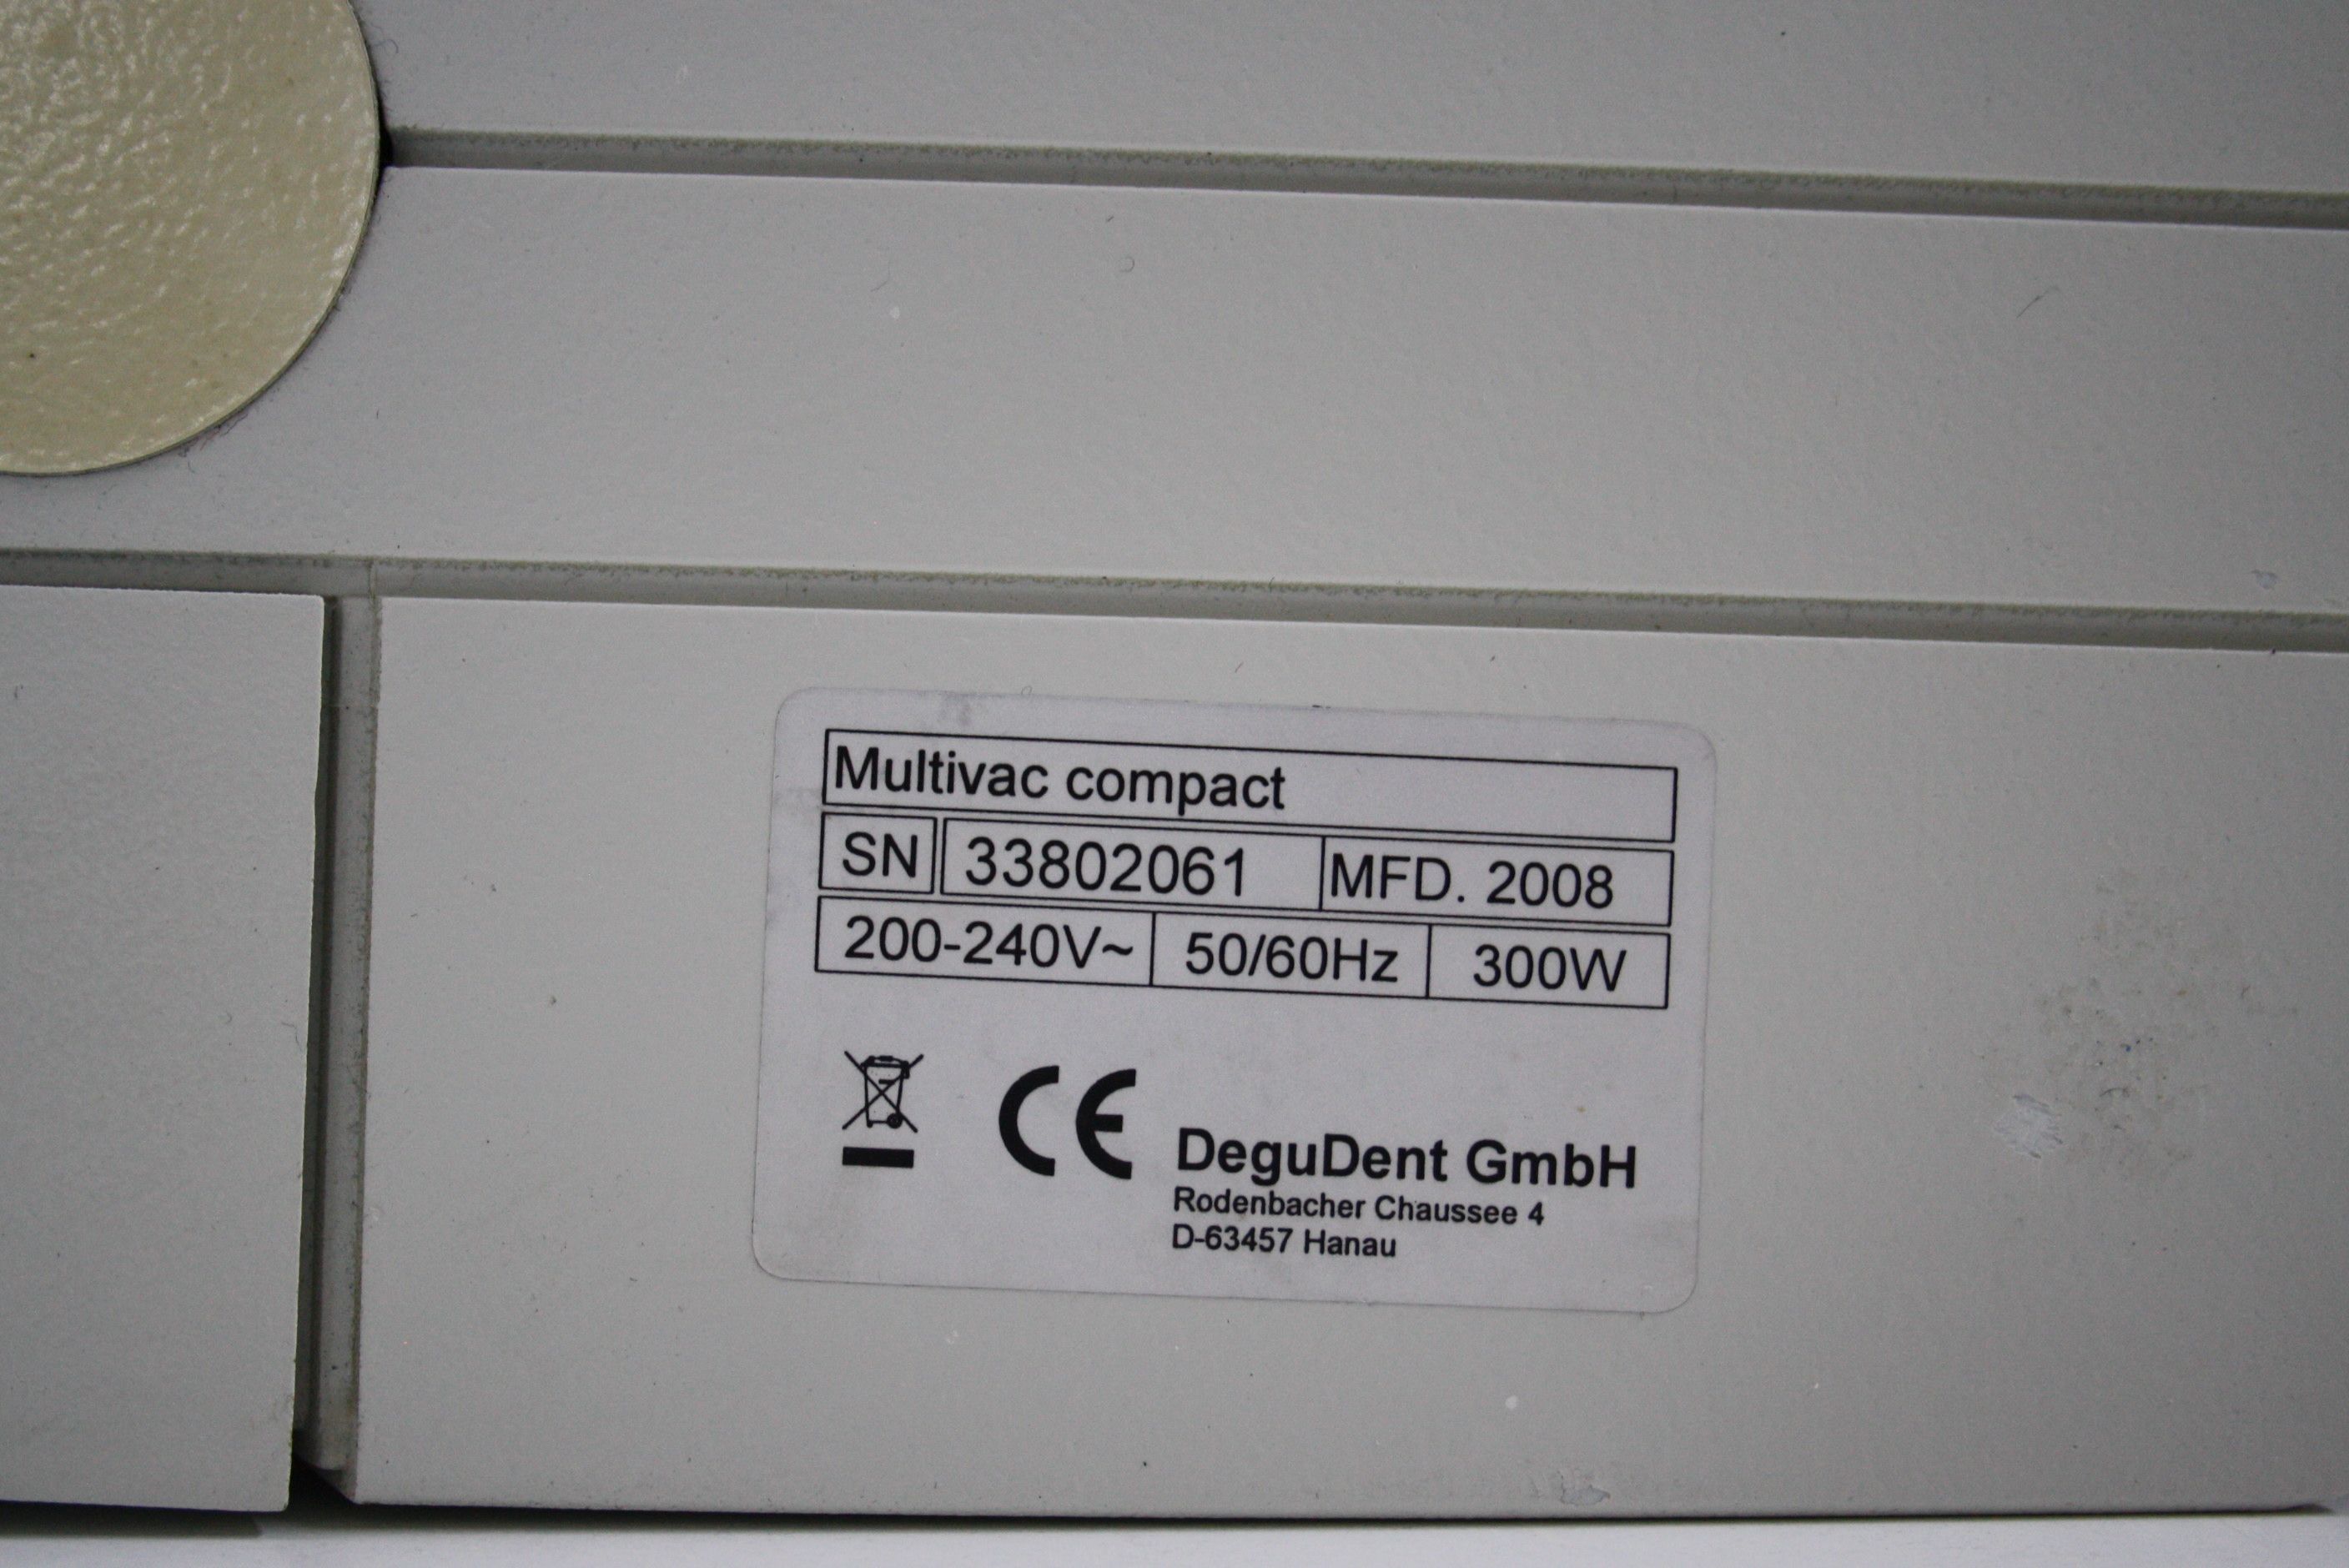 Multivac compact
SN 33802061 MFD. 2008
200-240V~ 50/60Hz 300W
CE
DeguDent GmbH
Rodenbacher Chaussee 4
D-63457 Hanau